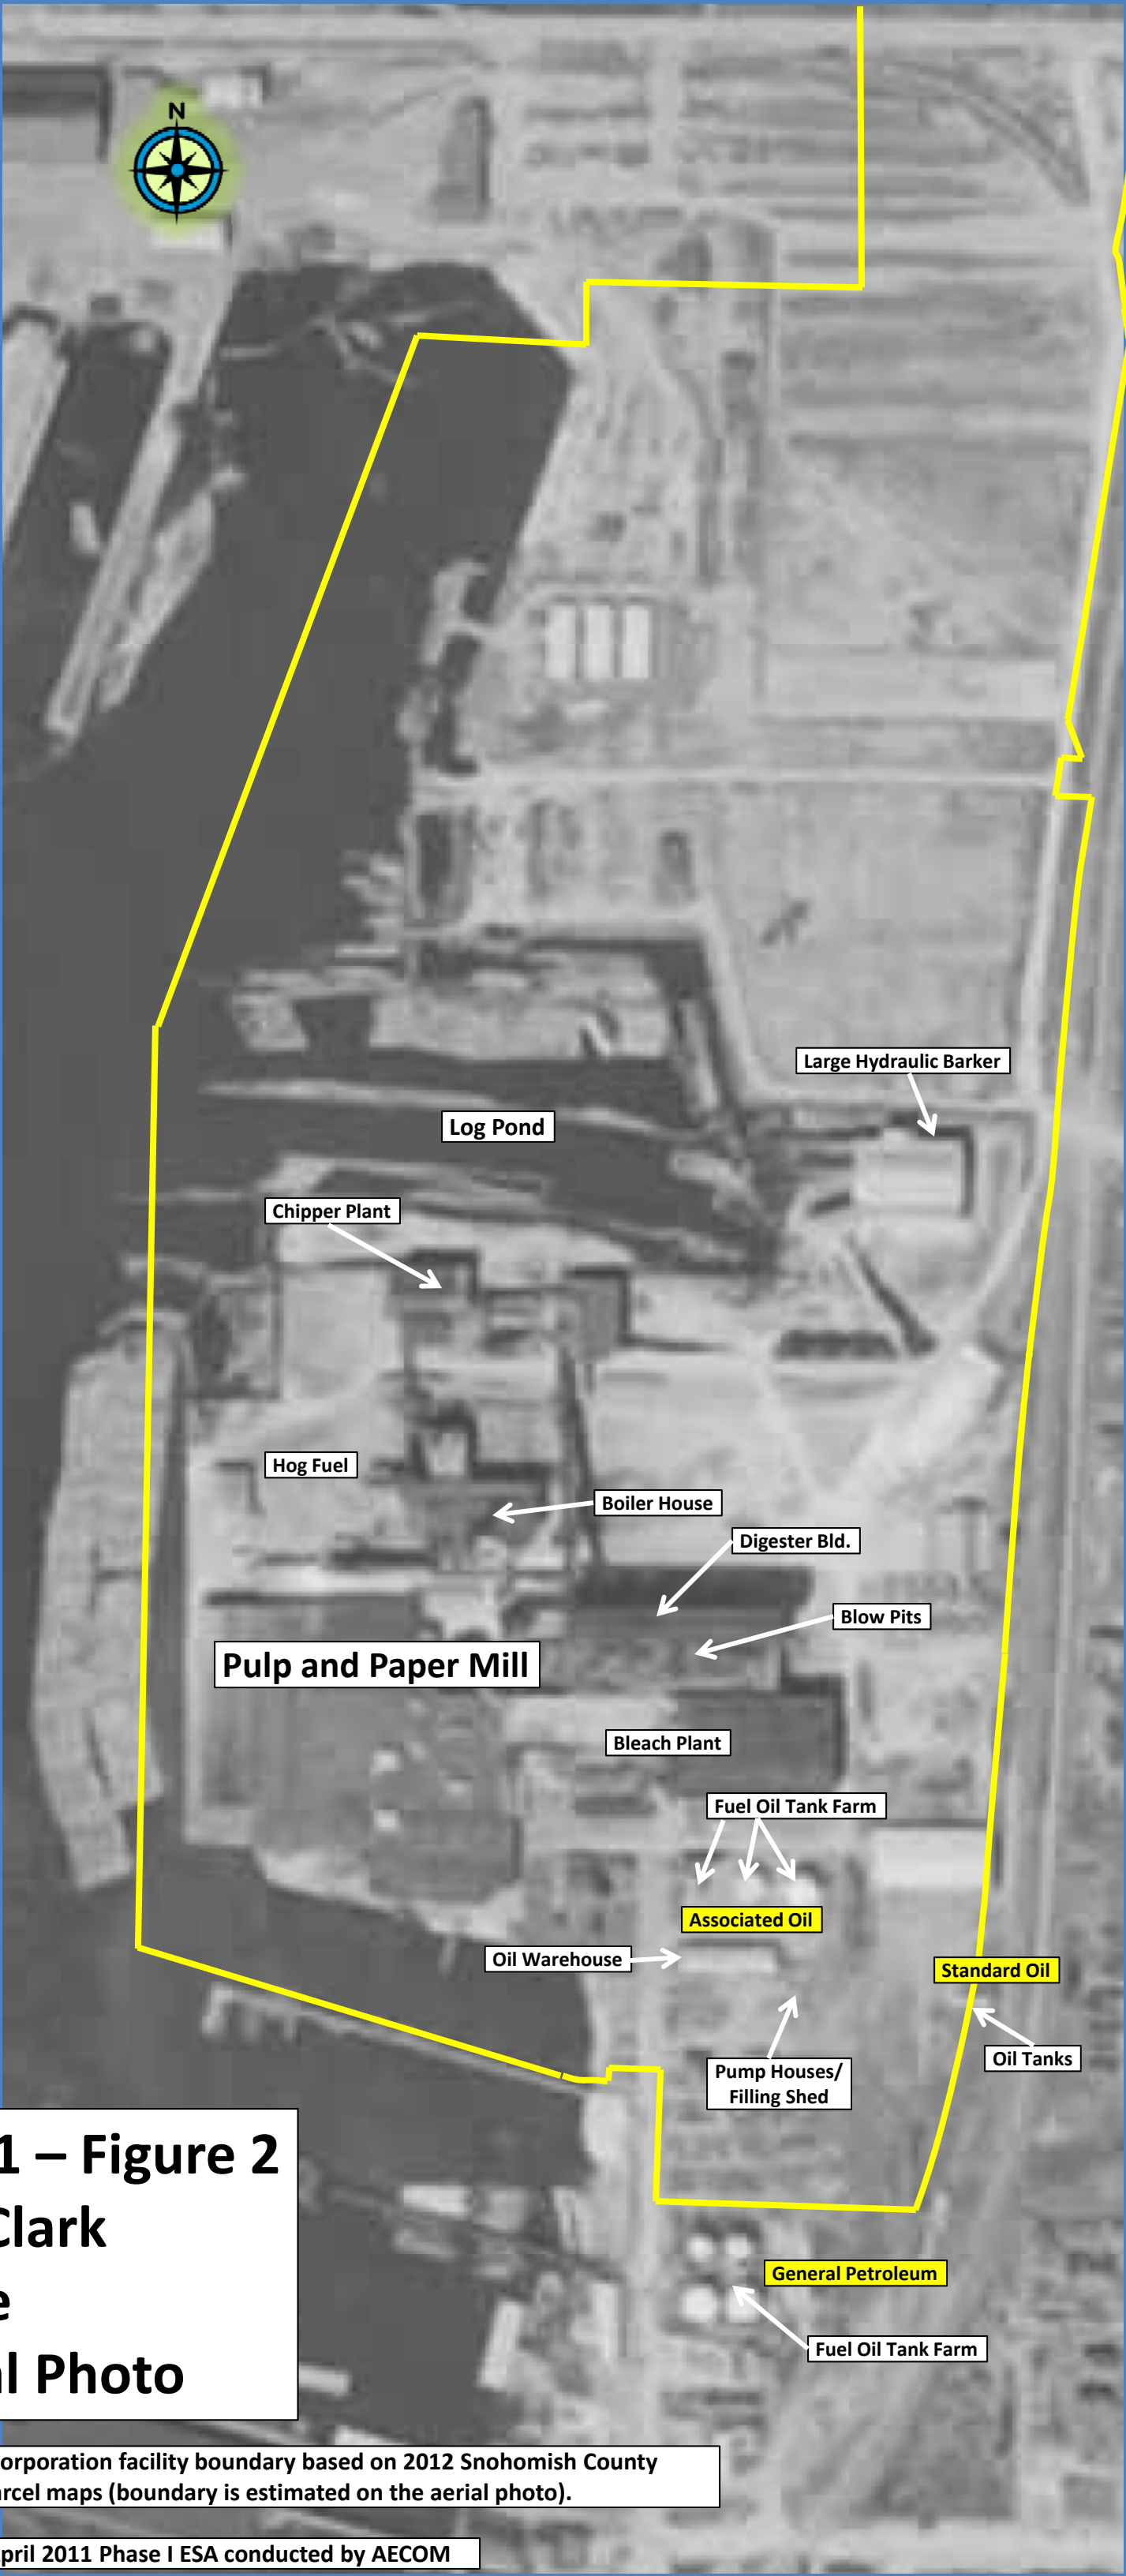 N
Large Hydraulic Barker
Log Pond
Chipper Plant
Hog Fuel
Boiler House
Digester Bld.
Blow Pits
Pulp and Paper Mill
Bleach Plant
Fuel Oil Tank Farm
Associated Oil
Oil Warehouse
Standard Oil
Oil Tanks
Pump Houses/
Filling Shed
1 – Figure 2
Clark
e
l Photo
General Petroleum
Fuel Oil Tank Farm
orporation facility boundary based on 2012 Snohomish County
arcel maps (boundary is estimated on the aerial photo).
pril 2011 Phase I ESA conducted by AECOM